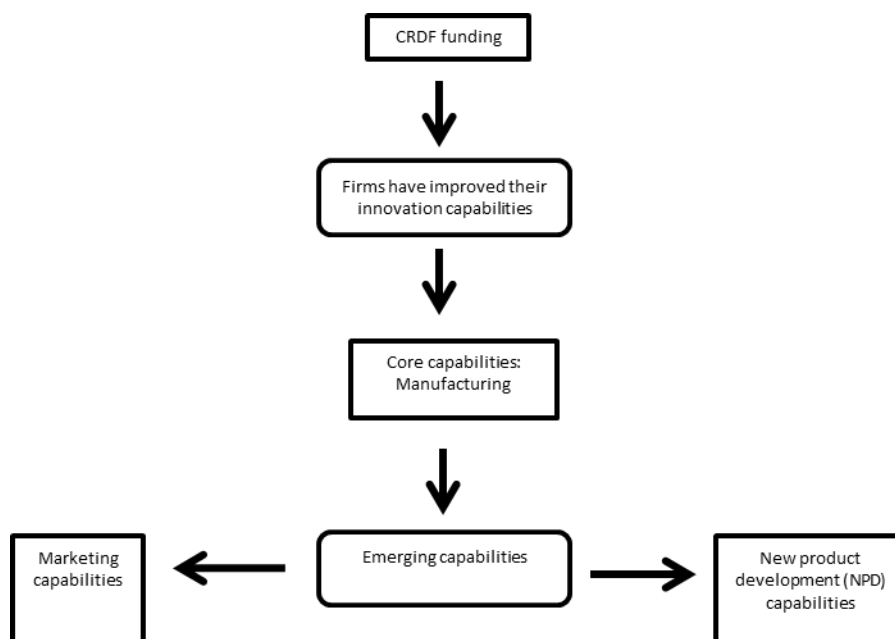 CRDF funding
Firms have improved their
innovation capabilities
Core capabilities:
Manufacturing
Emerging capabilities
Marketing
capabilities
New product
development (NPD)
capabilities